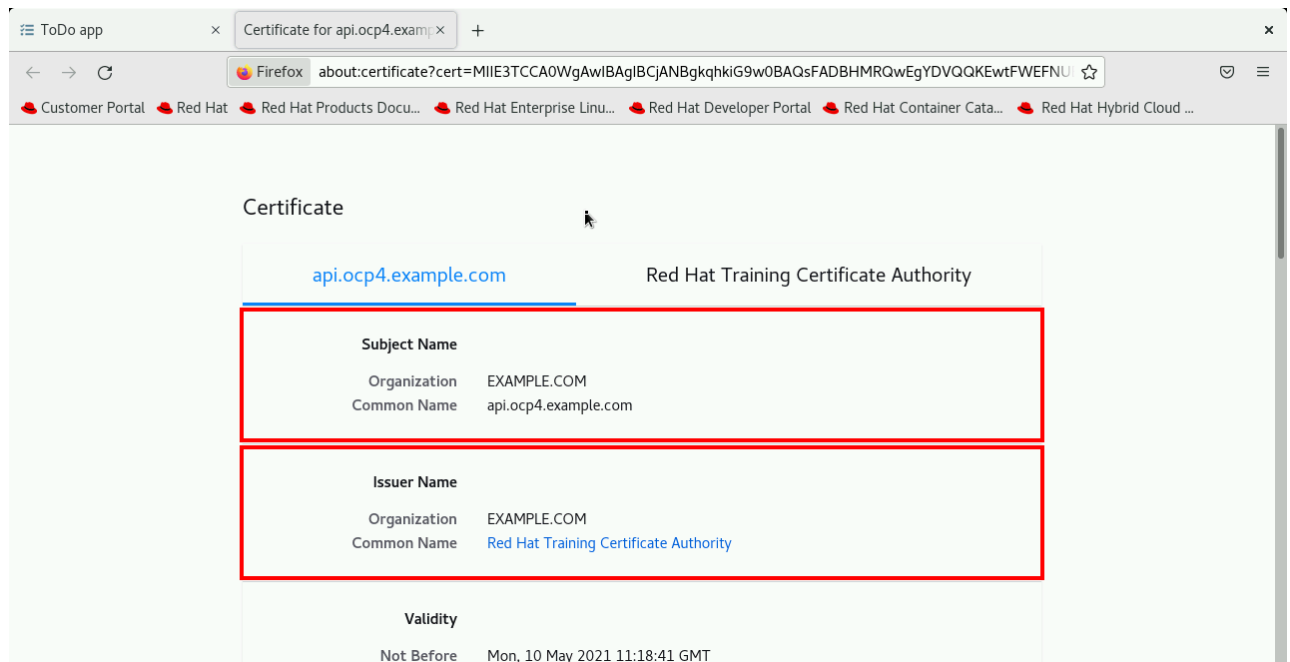 ToDo app
Certificate for api.ocp4.examp
Firefox about:certificate?cert=MIIE3TCCA0WgAwIBAgIBCjANBgkqhkiG9w0BAQsFADBHMRQwEgYDVQQKEwtFWEFNU
Customer Portal Red Hat Red Hat Products Docu... Red Hat Enterprise Linu... Red Hat Developer Portal Red Hat Container Cata... Red Hat Hybrid Cloud ...
Certificate
api.ocp4.example.com
Red Hat Training Certificate Authority
Subject Name
Organization EXAMPLE.COM
Common Name api.ocp4.example.com
Issuer Name
Organization EXAMPLE.COM
Common Name Red Hat Training Certificate Authority
Validity
Not Before Mon, 10 May 2021 11:18:41 GMT